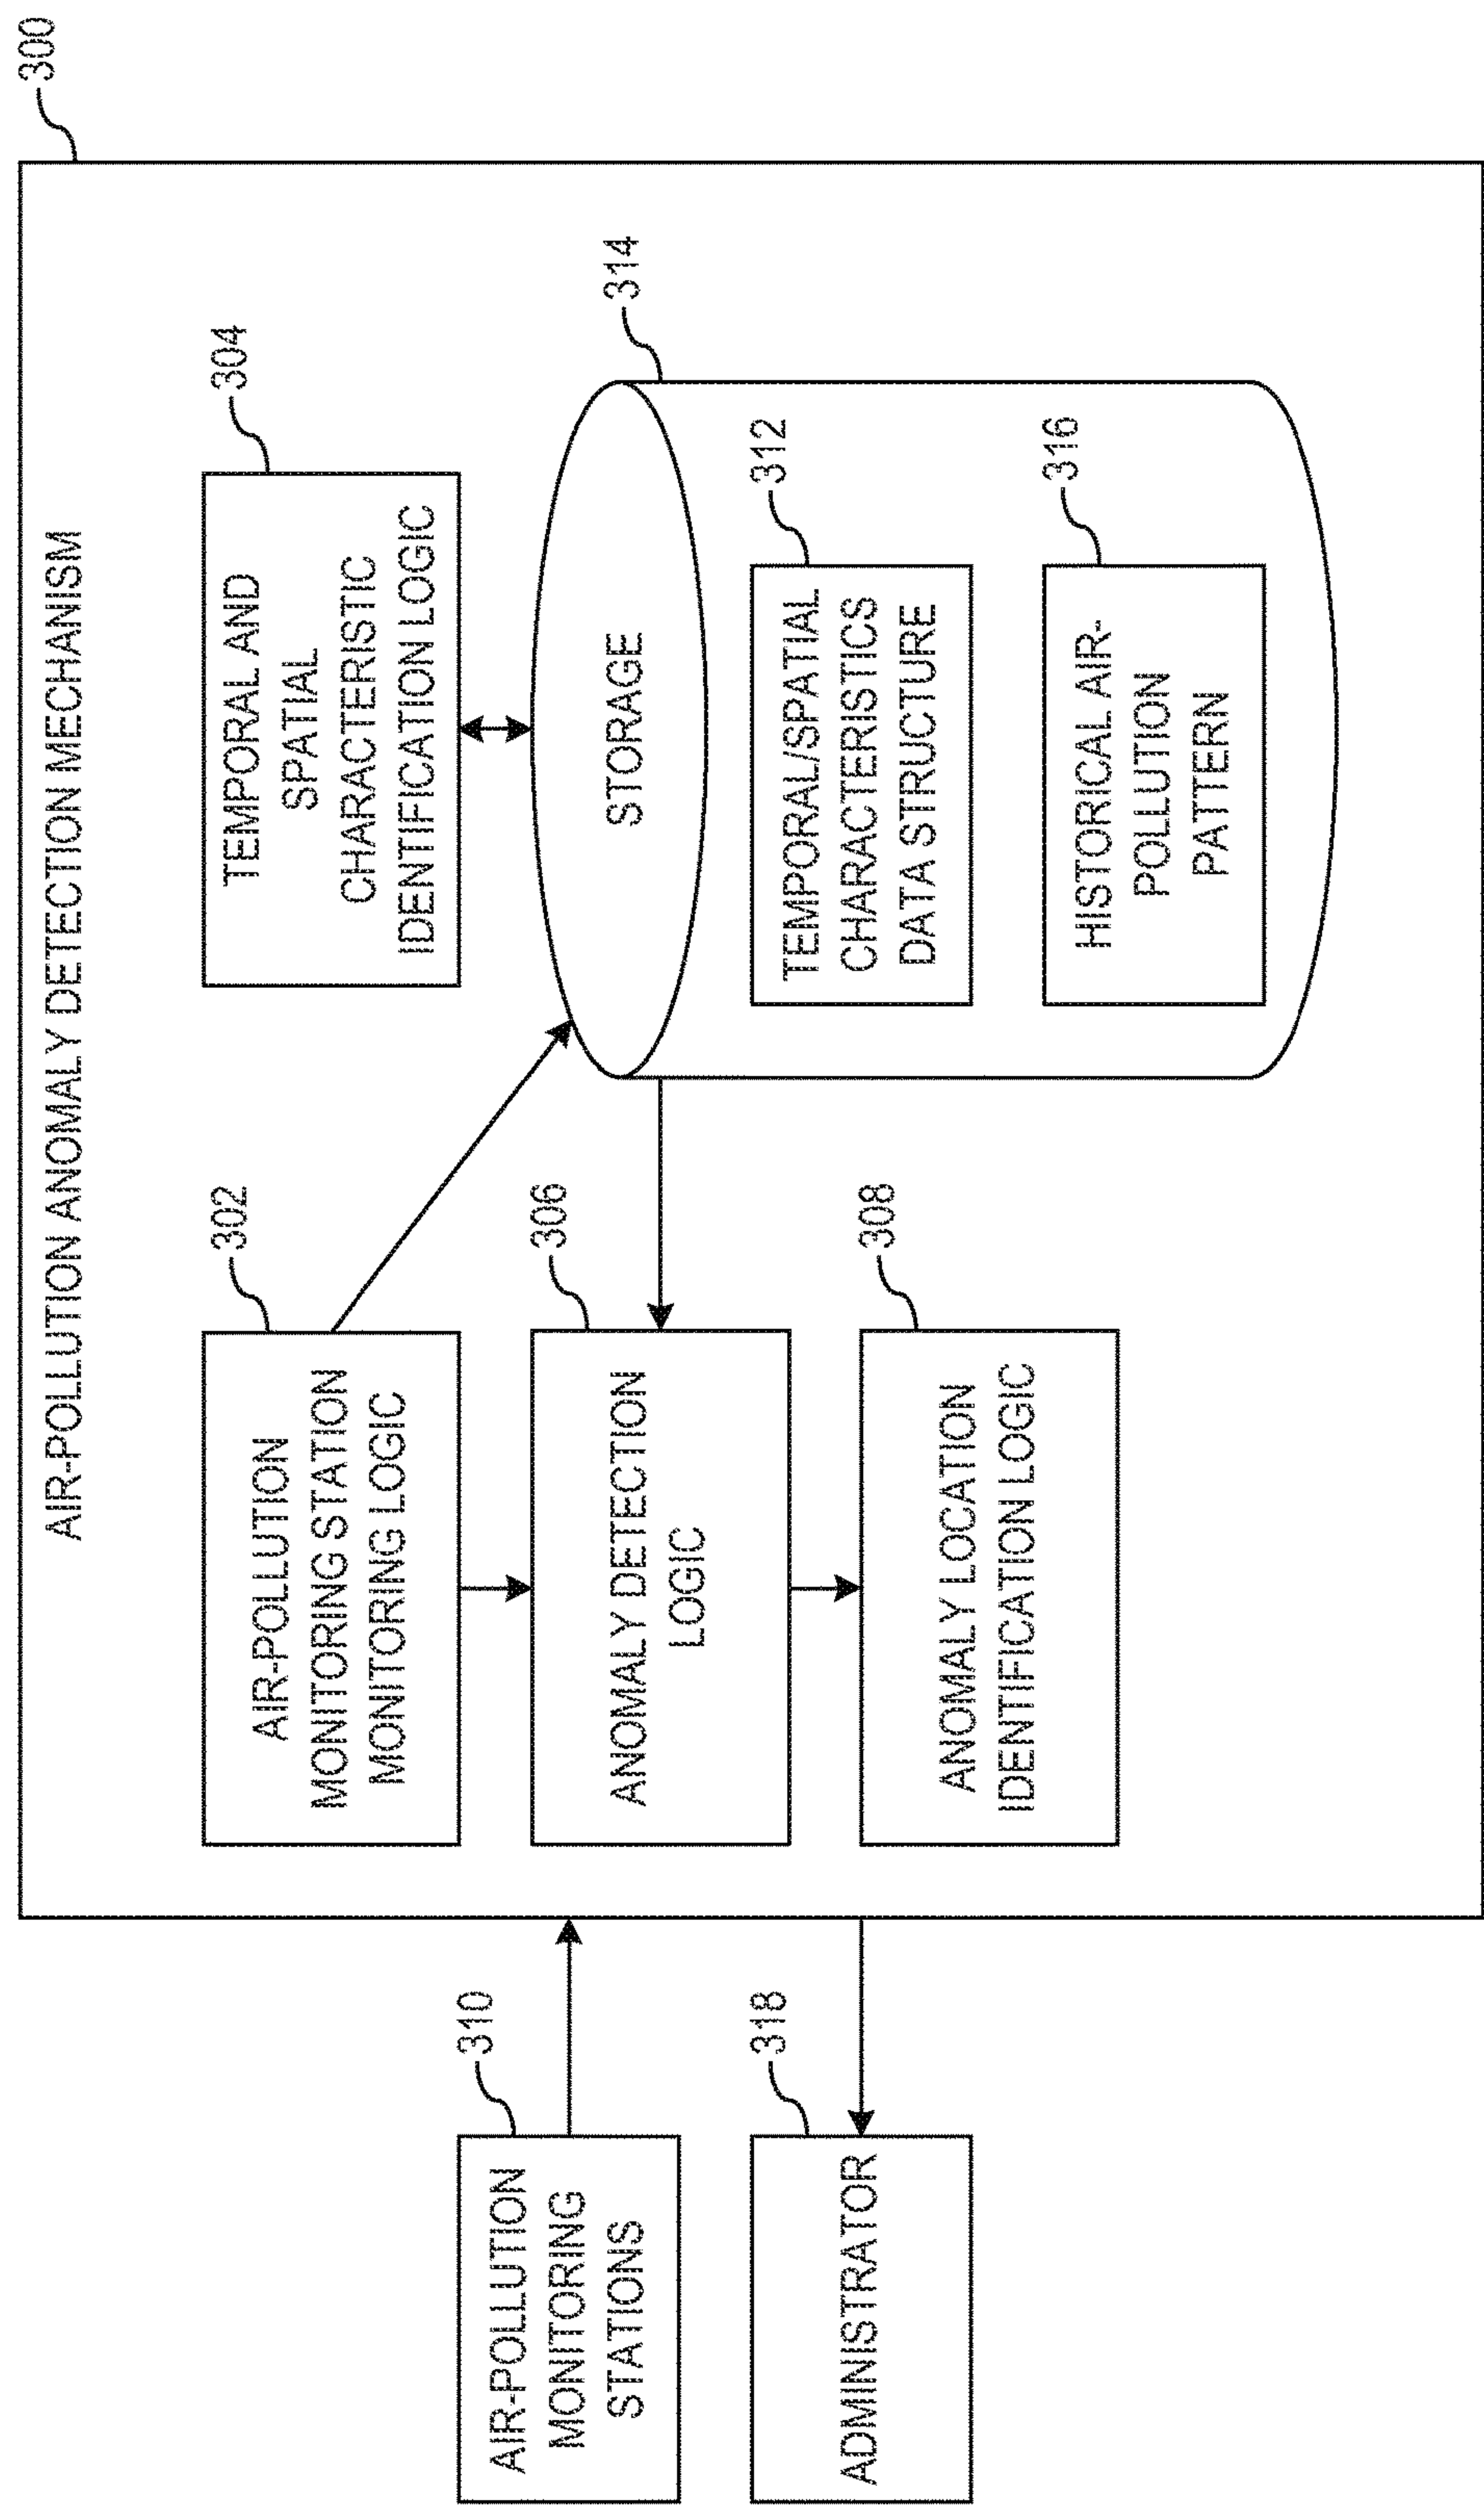 AIR-POLLUTION ANOMALY DETECTION MECHANISM
300
AIR-POLLUTION
MONITORING
STATIONS
310
ADMINISTRATOR
318
AIR-POLLUTION
MONITORING STATION
MONITORING LOGIC
302
TEMPORAL AND
SPATIAL
CHARACTERISTIC
IDENTIFICATION LOGIC
304
ANOMALY DETECTION
LOGIC
306
ANOMALY LOCATION
IDENTIFICATION LOGIC
308
STORAGE
314
TEMPORAL/SPATIAL
CHARACTERISTICS
DATA STRUCTURE
312
HISTORICAL AIR-
POLLUTION
PATTERN
316